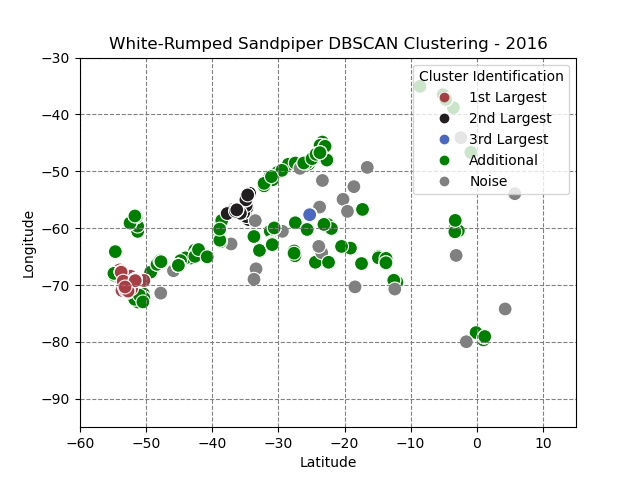 White-Rumped Sandpiper DBSCAN Clustering - 2016
Cluster Identification
1st Largest
2nd Largest
3rd Largest
Additional
Noise
Longitude
−30
−40
−50
−60
−70
−80
−90
−60 −50 −40 −30 −20 −10 0 10
Latitude